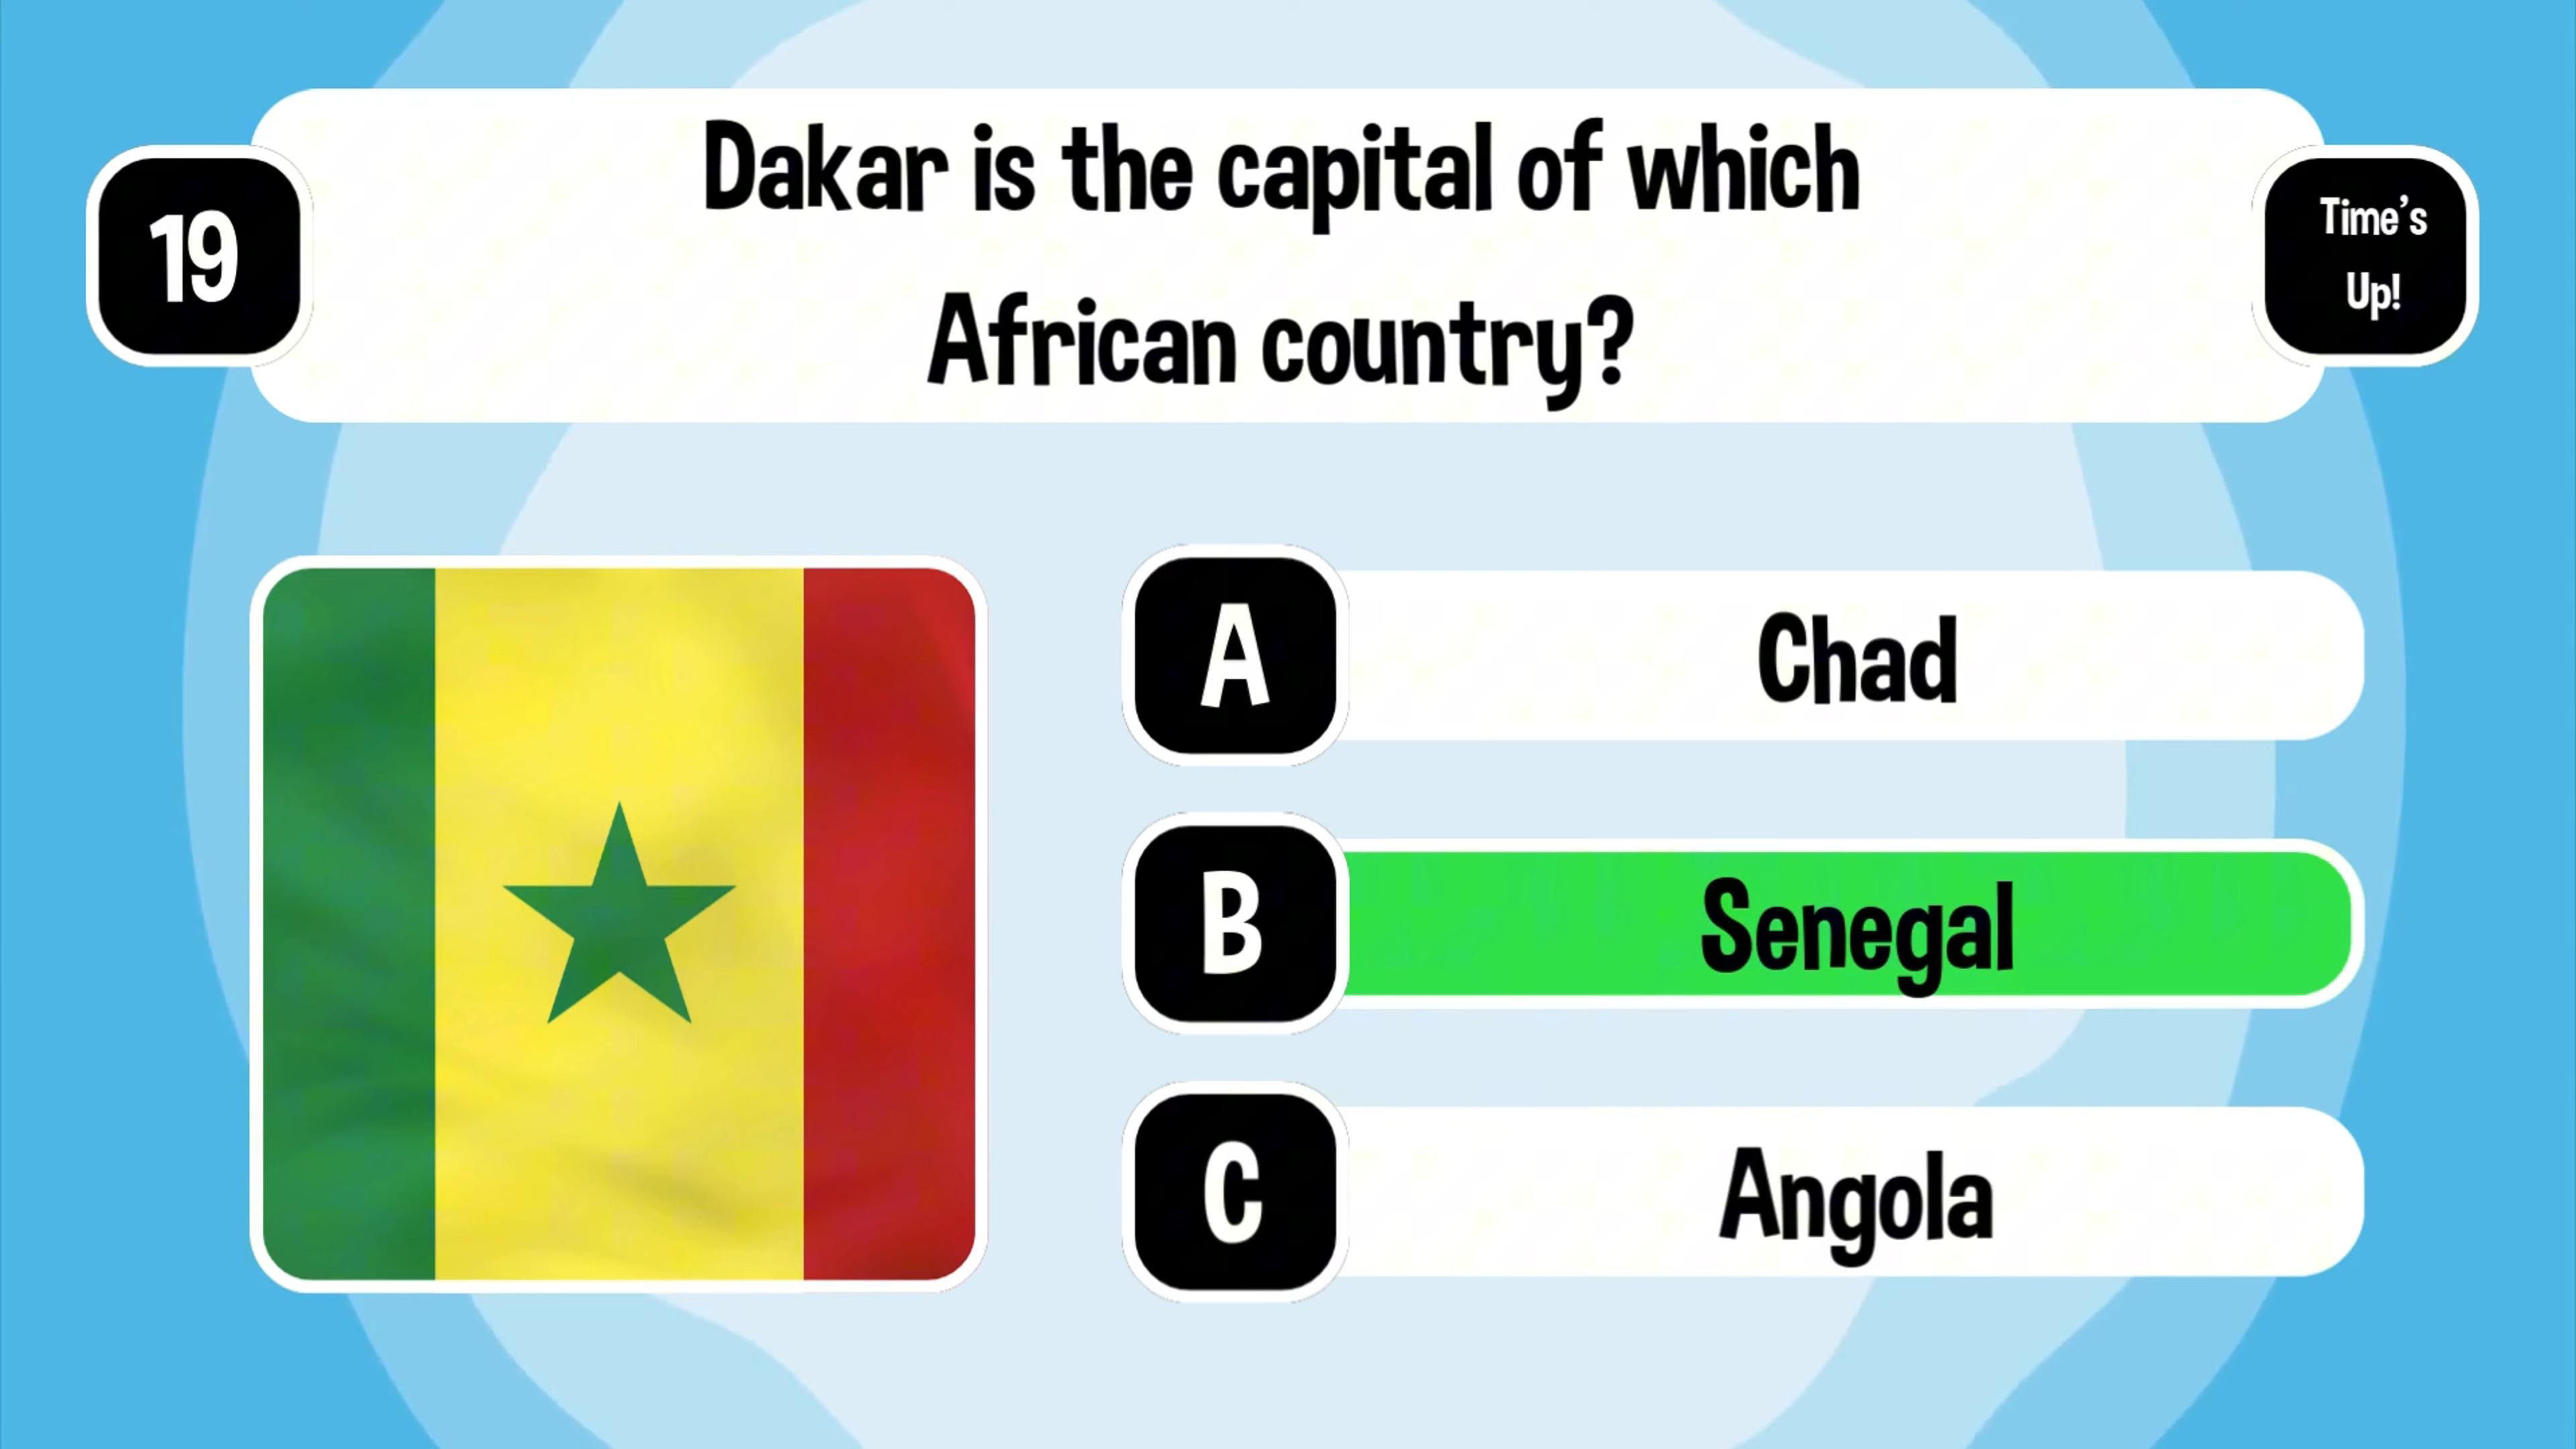 19
Dakar is the capital of which
African country?
Time's
Up!
A
Chad
B
Senegal
C
Angola